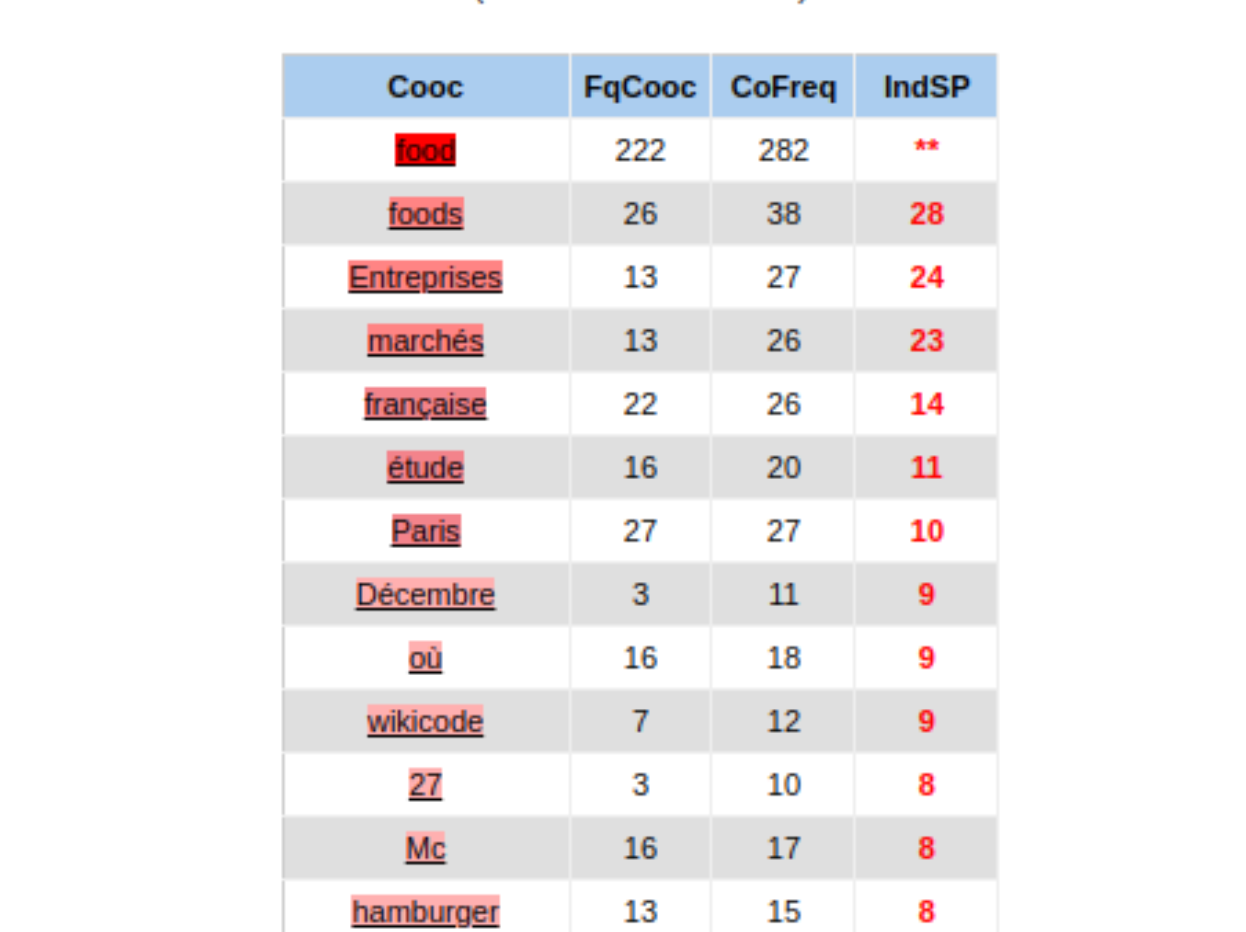 Cooc FqCooc CoFreq IndSP
food 222 282 **
foods 26 38 28
Entreprises 13 27 24
marchés 13 26 23
française 22 26 14
étude 16 20 11
Paris 27 27 10
Décembre 3 11 9
où 16 18 9
wikicode 7 12 9
27 3 10 8
Mc 16 17 8
hamburger 13 15 8